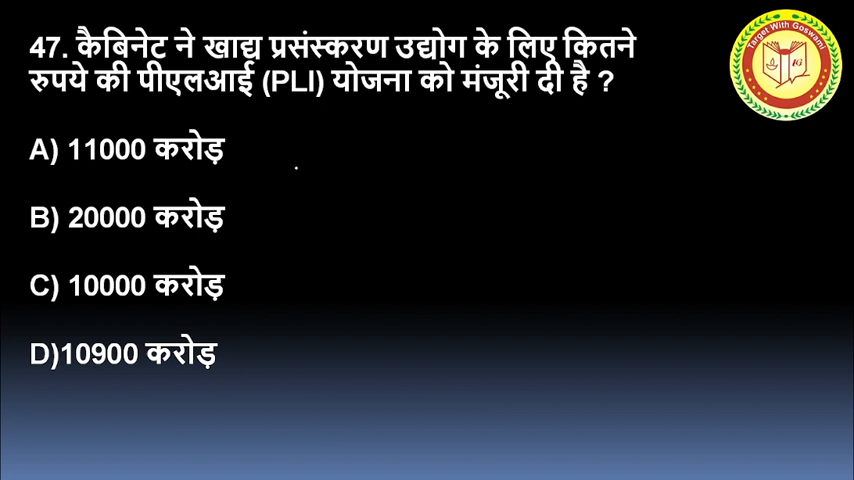 47. कैबिनेट ने खाद्य प्रसंस्करण उद्योग के लिए कितने
रुपये की पीएलआई (PLI) योजना को मंजूरी दी है ?
Target With Goswami
A) 11000 करोड़
B) 20000 करोड़
C) 10000 करोड़
D)10900 करोड़